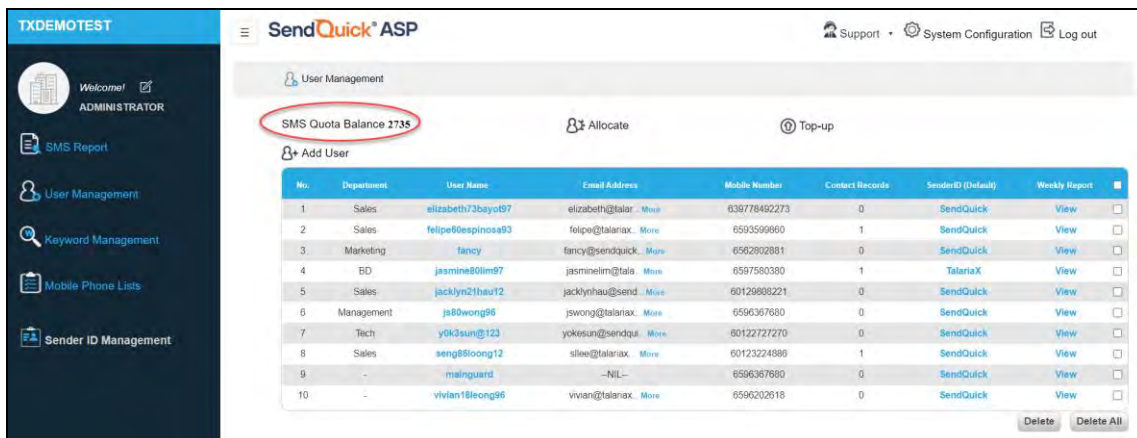 TXDEMOTEST
SendQuick® ASP
Support
System Configuration
Log out
Welcome!
ADMINISTRATOR
SMS Report
User Management
Keyword Management
Mobile Phone Lists
Sender ID Management
User Management
SMS Quota Balance 2735
Allocate
Top-up
Add User
No. Department User Name Email Address Mobile Number Contact Records SenderID (Default) Weekly Report
1 Sales elizabeth73bayot97 elizabeth@talar... More 639778492273 0 SendQuick View
2 Sales felipe60espinosa93 felipe@talariax... More 6593599860 1 SendQuick View
3 Marketing fancy fancy@sendquick... More 6562802881 0 SendQuick View
4 BD jasmine80lim97 jasminelim@tala... More 6597580380 1 TalariaX View
5 Sales jacklyn21hau12 jacklynhau@send... More 60129808221 0 SendQuick View
6 Management js80wong96 jswong@talariax... More 6596367680 0 SendQuick View
7 Tech y0k3sun@123 yokesun@sendqui... More 60122727270 0 SendQuick View
8 Sales seng88loong12 sllee@talariax... More 60123224886 1 SendQuick View
9 - mainguard --NIL-- 6596367680 0 SendQuick View
10 - vivian18leong96 vivian@talariax... More 6596202618 0 SendQuick View
Delete
Delete All